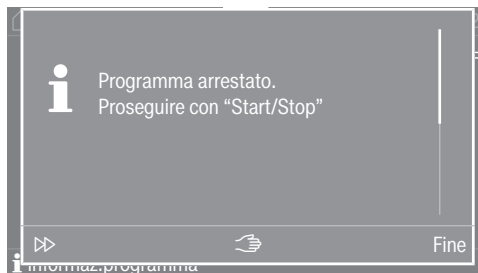 Programma arrestato.
Proseguire con “Start/Stop”
Fine
Informaz.programma